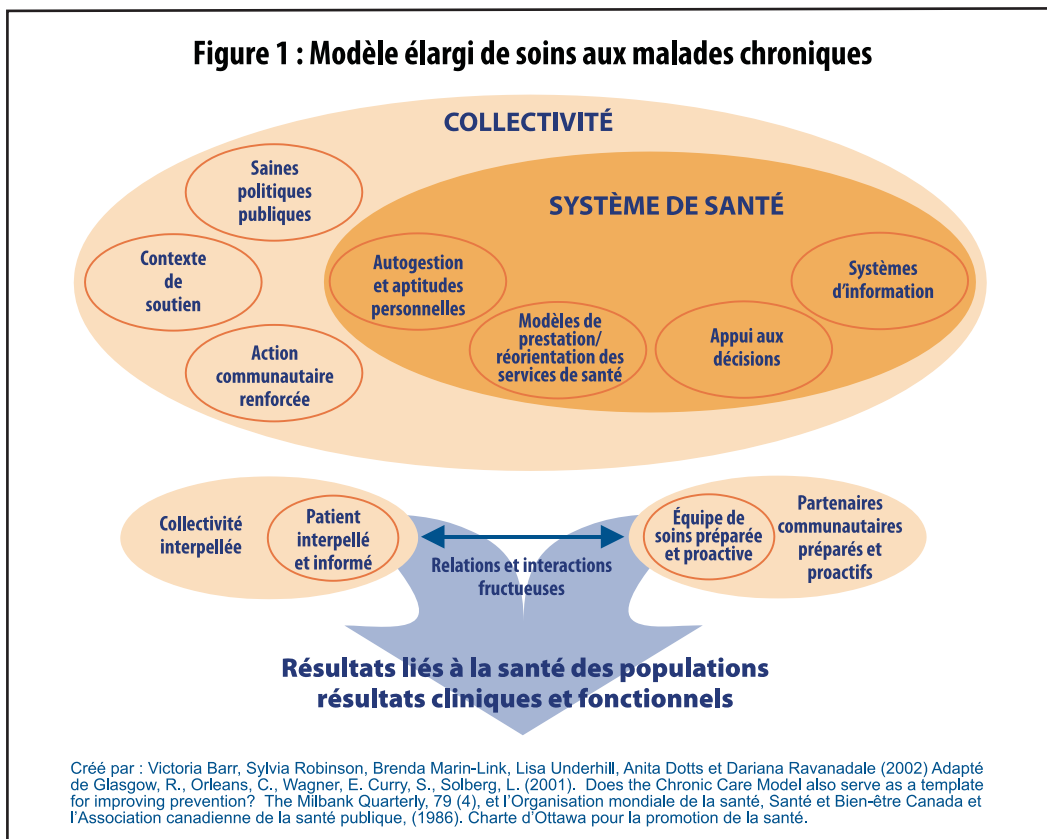 Figure 1 : Modèle élargi de soins aux malades chroniques
COLLECTIVITÉ
Saines
politiques
publiques
SYSTÈME DE SANTÉ
Contexte
de
soutien
Autogestion
et aptitudes
personnelles
Systèmes
d'information
Modèles de
prestation/
réorientation des
services de santé
Appui aux
décisions
Action
communautaire
renforcée
Collectivité
interpellée
Patient
interpellé
et informé
Relations et interactions
fructueuses
Équipe de
soins préparée
et proactive
Partenaires
communautaires
préparés et
proactifs
Résultats liés à la santé des populations
résultats cliniques et fonctionnels
Créé par : Victoria Barr, Sylvia Robinson, Brenda Marin-Link, Lisa Underhill, Anita Dotts et Dariana Ravanadale (2002) Adapté
de Glasgow, R., Orleans, C., Wagner, E. Curry, S., Solberg, L. (2001). Does the Chronic Care Model also serve as a template
for improving prevention? The Milbank Quarterly, 79 (4), et l'Organisation mondiale de la santé, Santé et Bien-être Canada et
l'Association canadienne de la santé publique, (1986). Charte d'Ottawa pour la promotion de la santé.